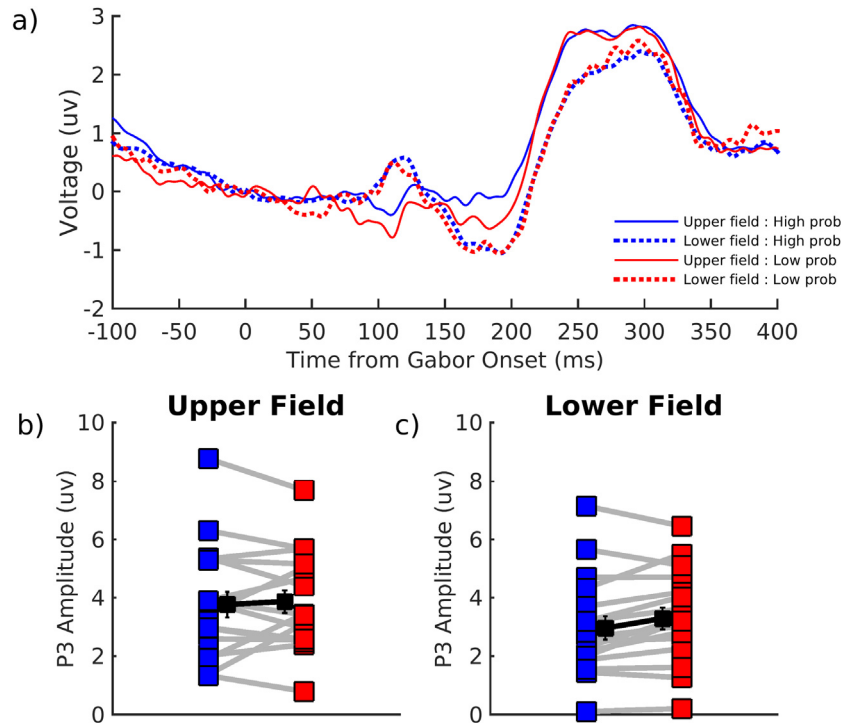 a)
3
2
1
0
-1
-2
Voltage (uv)
Upper field : High prob
Lower field : High prob
Upper field : Low prob
Lower field : Low prob
-100 -50 0 50 100 150 200 250 300 350 400
Time from Gabor Onset (ms)
b)
Upper Field
10
8
6
4
2
0
P3 Amplitude (uv)
c)
Lower Field
10
8
6
4
2
0
P3 Amplitude (uv)